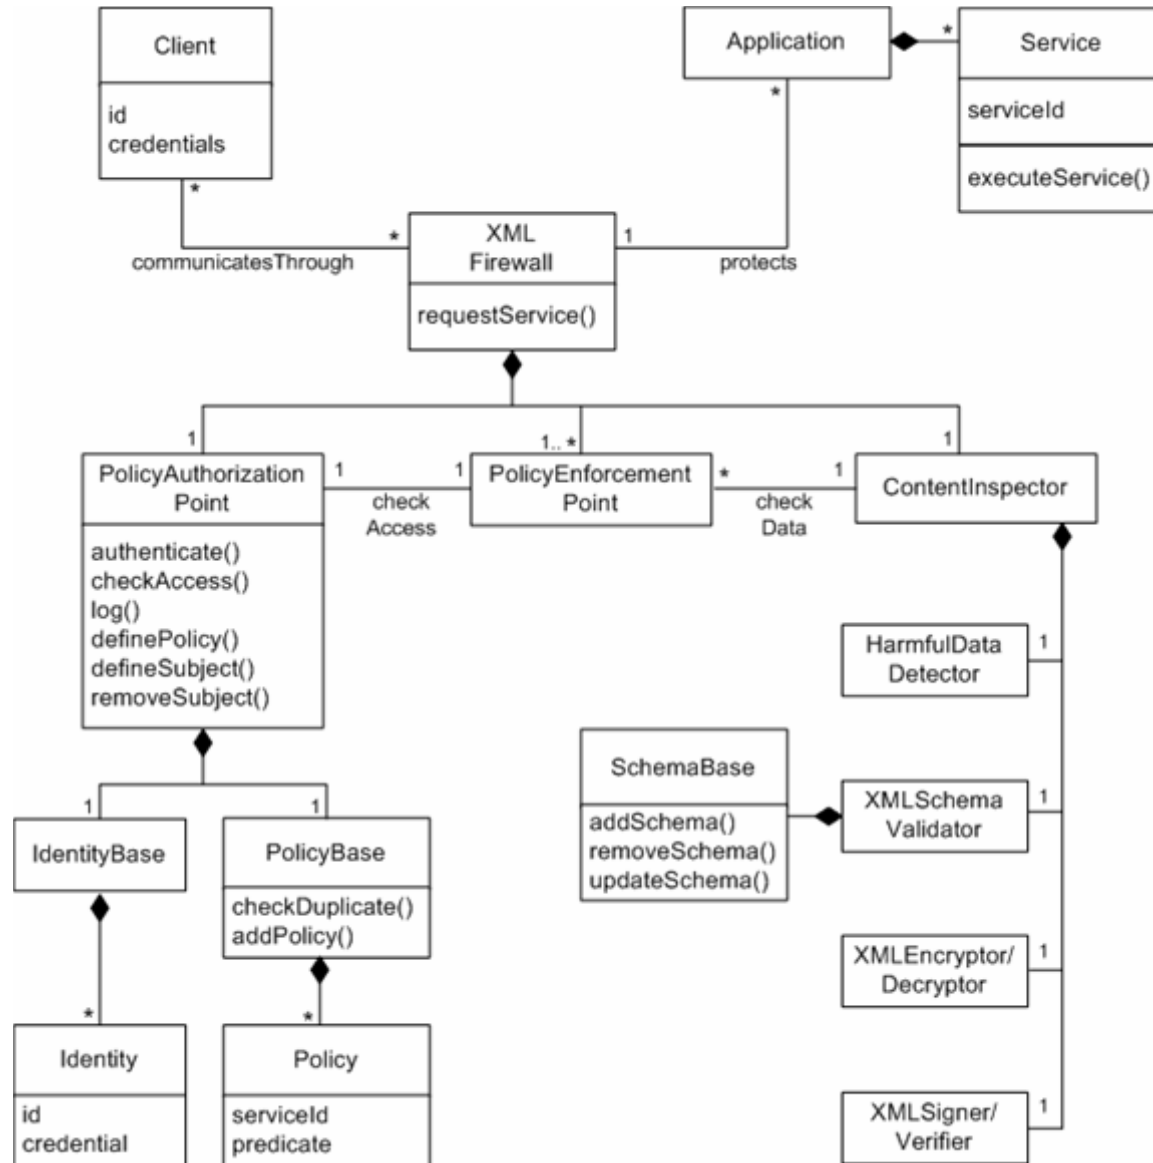 Client
id
credentials
Application
*
*
Service
serviceId
executeService()
*
communicatesThrough
*
XML
Firewall
requestService()
1
protects
1
1.. *
1
PolicyAuthorization
Point
authenticate()
checkAccess()
log()
definePolicy()
defineSubject()
removeSubject()
1
1
check
Access
PolicyEnforcement
Point
*
1
check
Data
ContentInspector
HarmfulData
Detector
1
SchemaBase
addSchema()
removeSchema()
updateSchema()
XMLSchema
Validator
1
XMLEncryptor/
Decryptor
1
XMLSigner/
Verifier
1
1
1
IdentityBase
PolicyBase
checkDuplicate()
addPolicy()
*
*
Identity
id
credential
Policy
serviceId
predicate